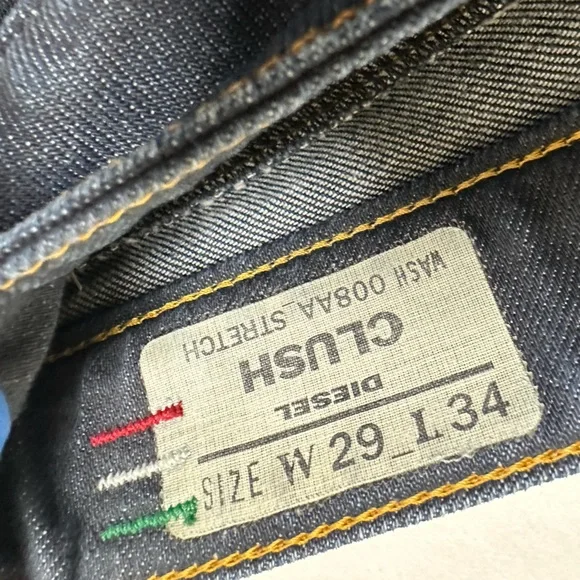 WASH 008AA_STRETCH
CLUSH
DIESEL
SIZE W 29_L 34